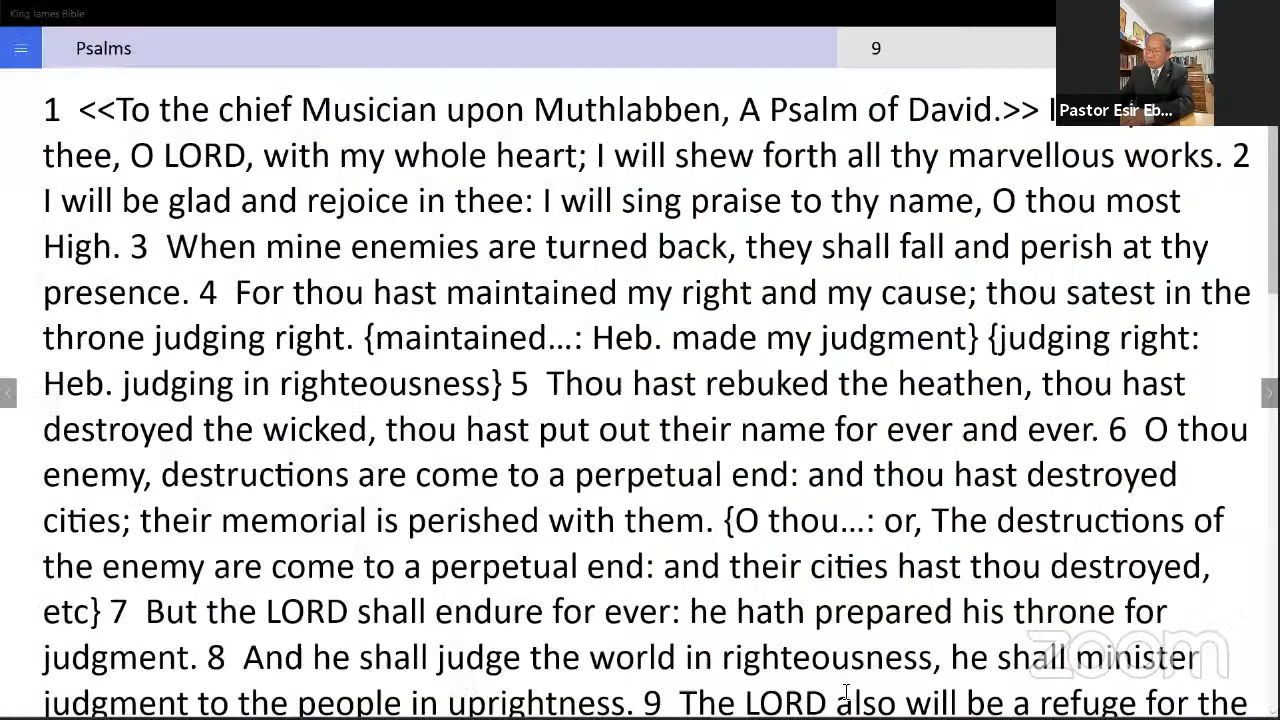 King James Bible
Psalms
9
Pastor Esir Eb...
1 <<To the chief Musician upon Muthlabben, A Psalm of David.>> I
thee, O LORD, with my whole heart; I will shew forth all thy marvellous works. 2
I will be glad and rejoice in thee: I will sing praise to thy name, O thou most
High. 3 When mine enemies are turned back, they shall fall and perish at thy
presence. 4 For thou hast maintained my right and my cause; thou satest in the
throne judging right. {maintained...: Heb. made my judgment} {judging right:
Heb. judging in righteousness} 5 Thou hast rebuked the heathen, thou hast
destroyed the wicked, thou hast put out their name for ever and ever. 6 O thou
enemy, destructions are come to a perpetual end: and thou hast destroyed
cities; their memorial is perished with them. {O thou...: or, The destructions of
the enemy are come to a perpetual end: and their cities hast thou destroyed,
etc} 7 But the LORD shall endure for ever: he hath prepared his throne for
judgment. 8 And he shall judge the world in righteousness, he shall minister
judgment to the people in uprightness. 9 The LORD also will be a refuge for the
zoom